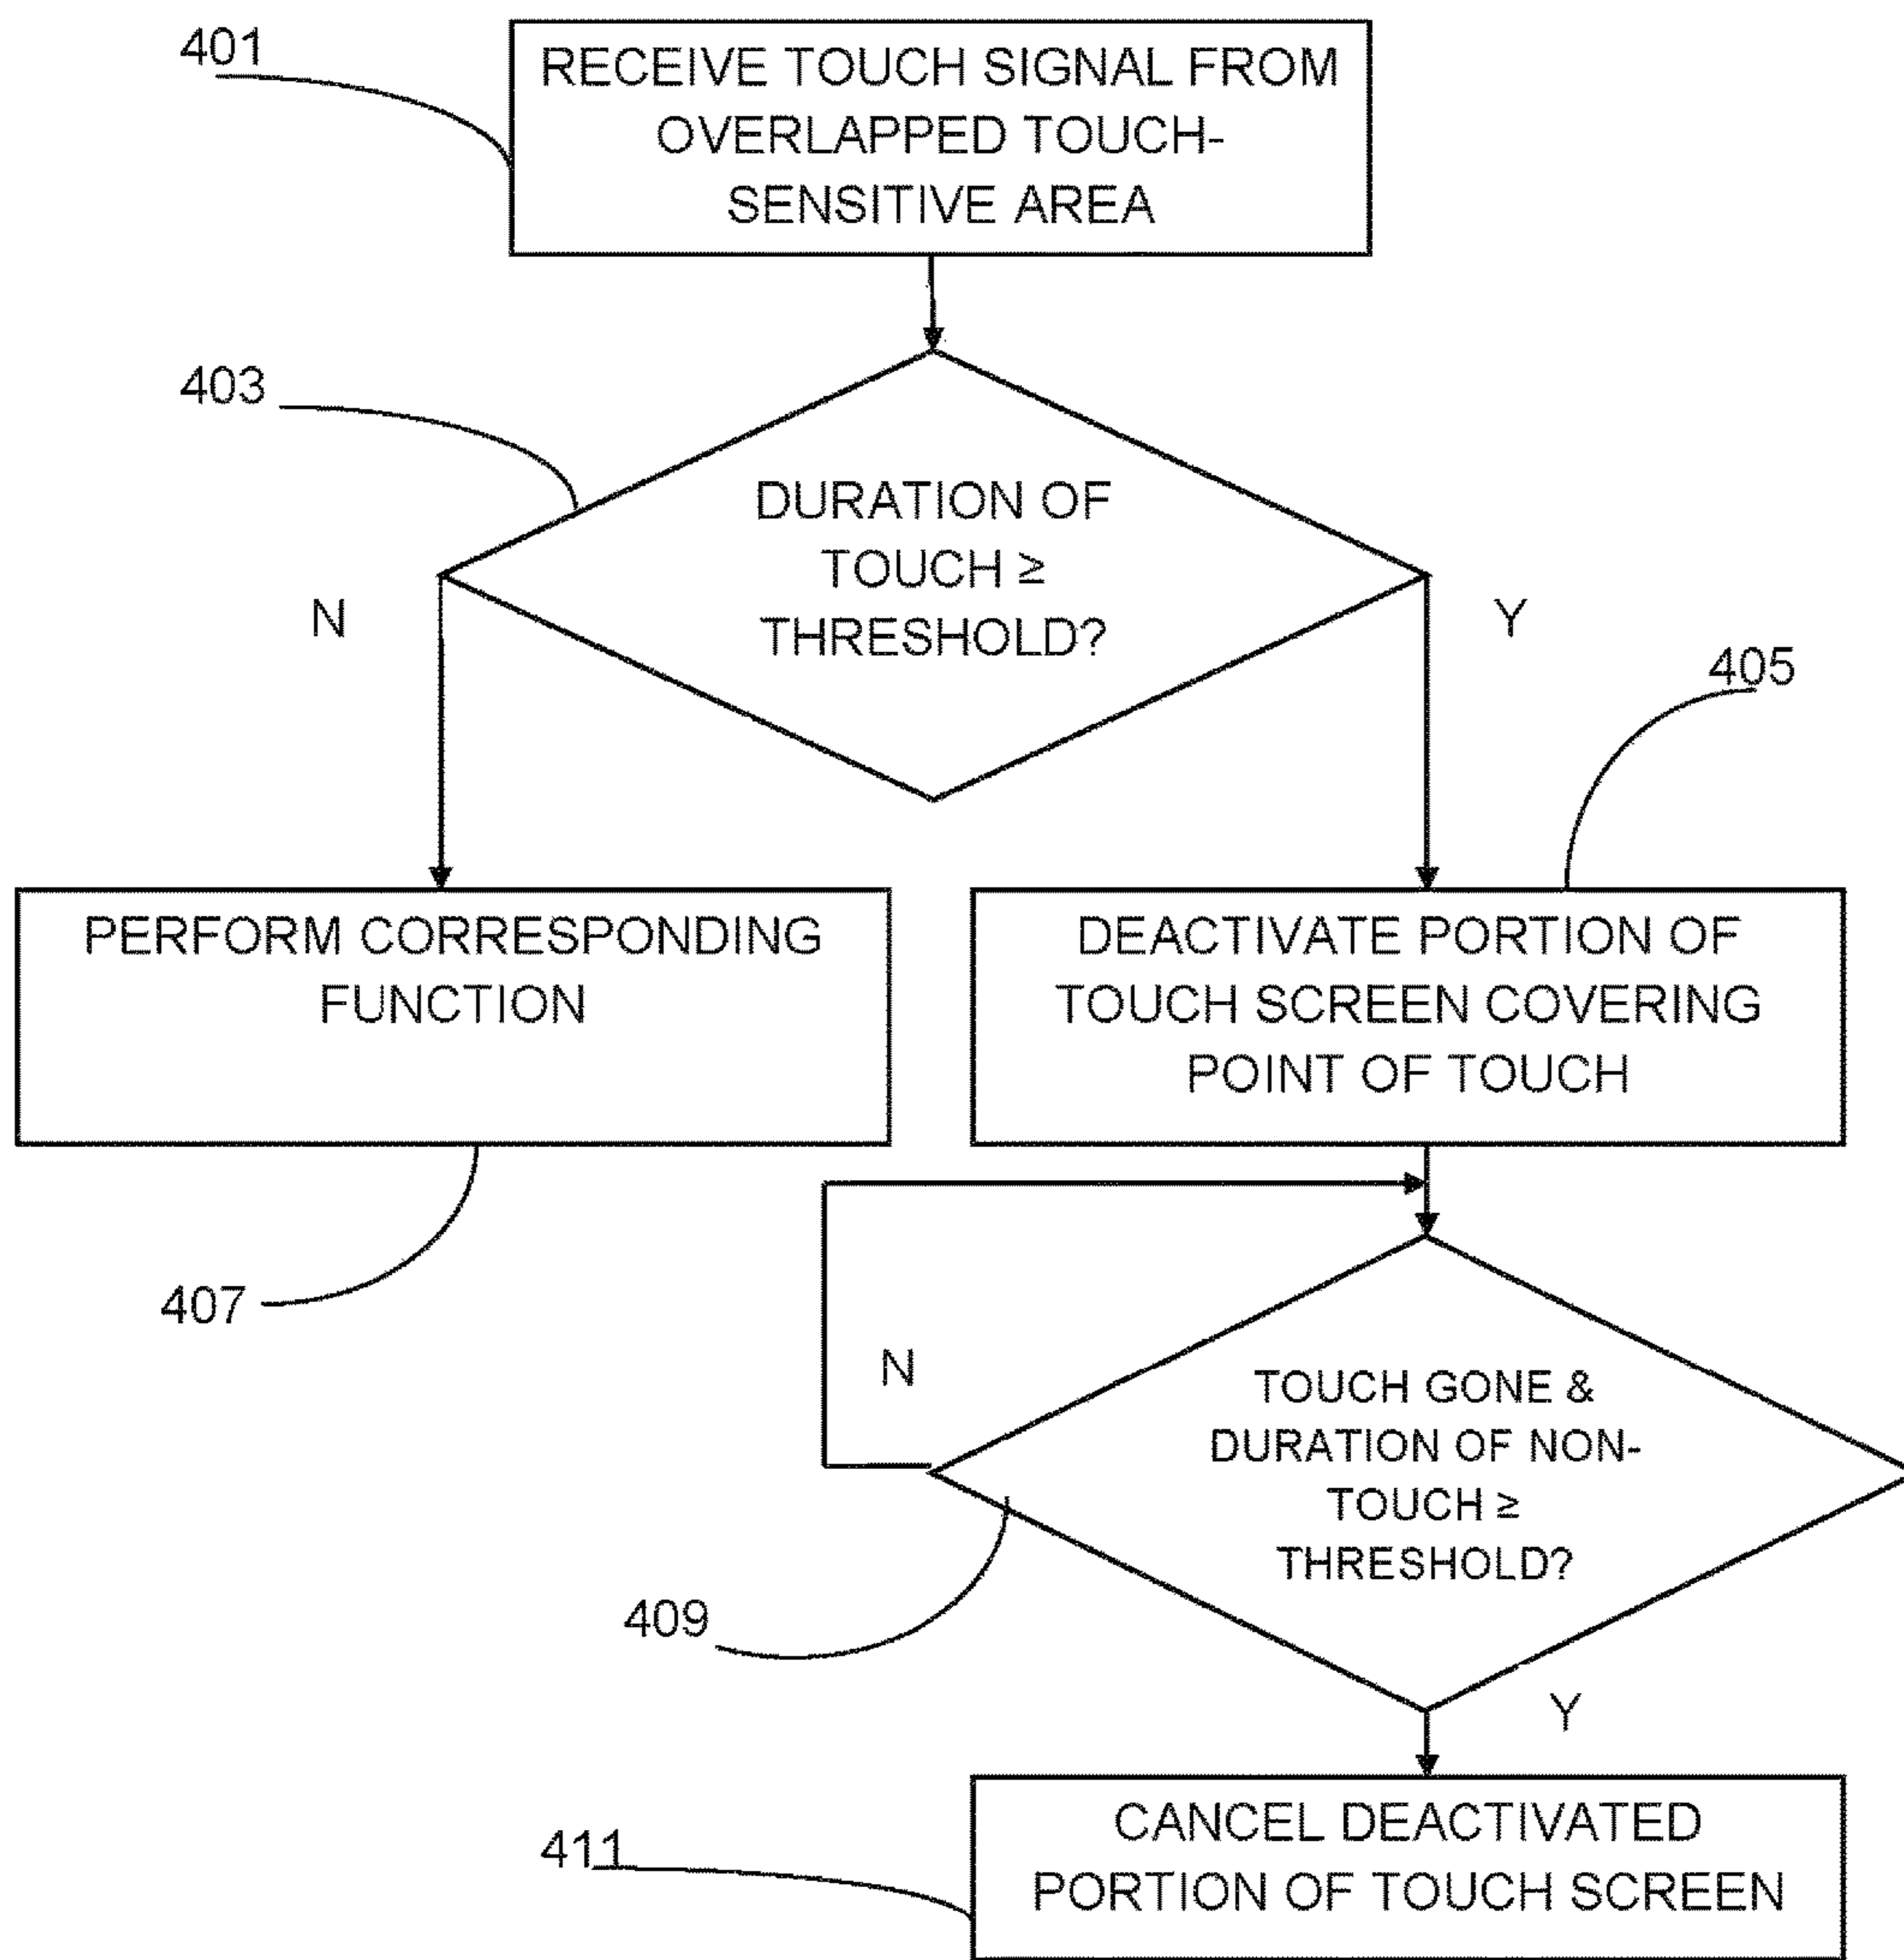 401
RECEIVE TOUCH SIGNAL FROM
OVERLAPPED TOUCH-
SENSITIVE AREA
403
DURATION OF
TOUCH ≥
THRESHOLD?
N
Y
405
PERFORM CORRESPONDING
FUNCTION
DEACTIVATE PORTION OF
TOUCH SCREEN COVERING
POINT OF TOUCH
407
N
TOUCH GONE &
DURATION OF NON-
TOUCH ≥
THRESHOLD?
409
Y
411
CANCEL DEACTIVATED
PORTION OF TOUCH SCREEN